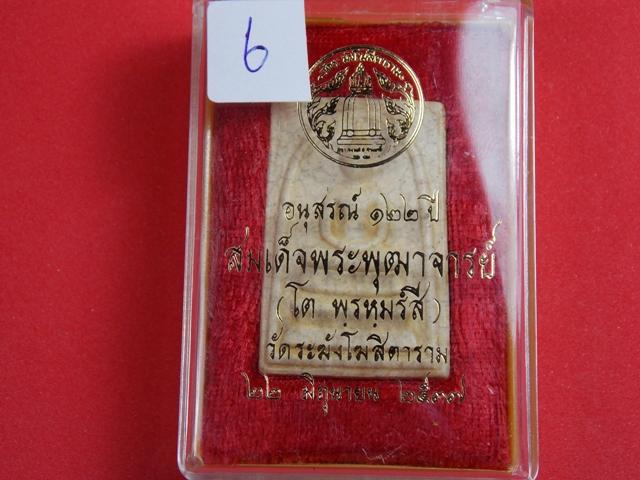 6
อนุสรณ์ ๑๒๒ ปี
สมเด็จพระพุฒาจารย์
(โต พฺรหฺมรํสี)
วัดระฆังโฆสิตาราม
๒๒ มิถุนายน ๒๕๓๗